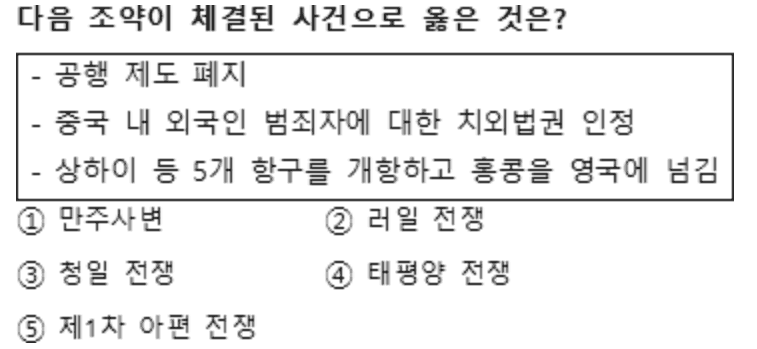 다음 조약이 체결된 사건으로 옳은 것은?
- 공행 제도 폐지
- 중국 내 외국인 범죄자에 대한 치외법권 인정
- 상하이 등 5개 항구를 개항하고 홍콩을 영국에 넘김
① 만주사변 ② 러일 전쟁
③ 청일 전쟁 ④ 태평양 전쟁
⑤ 제1차 아편 전쟁